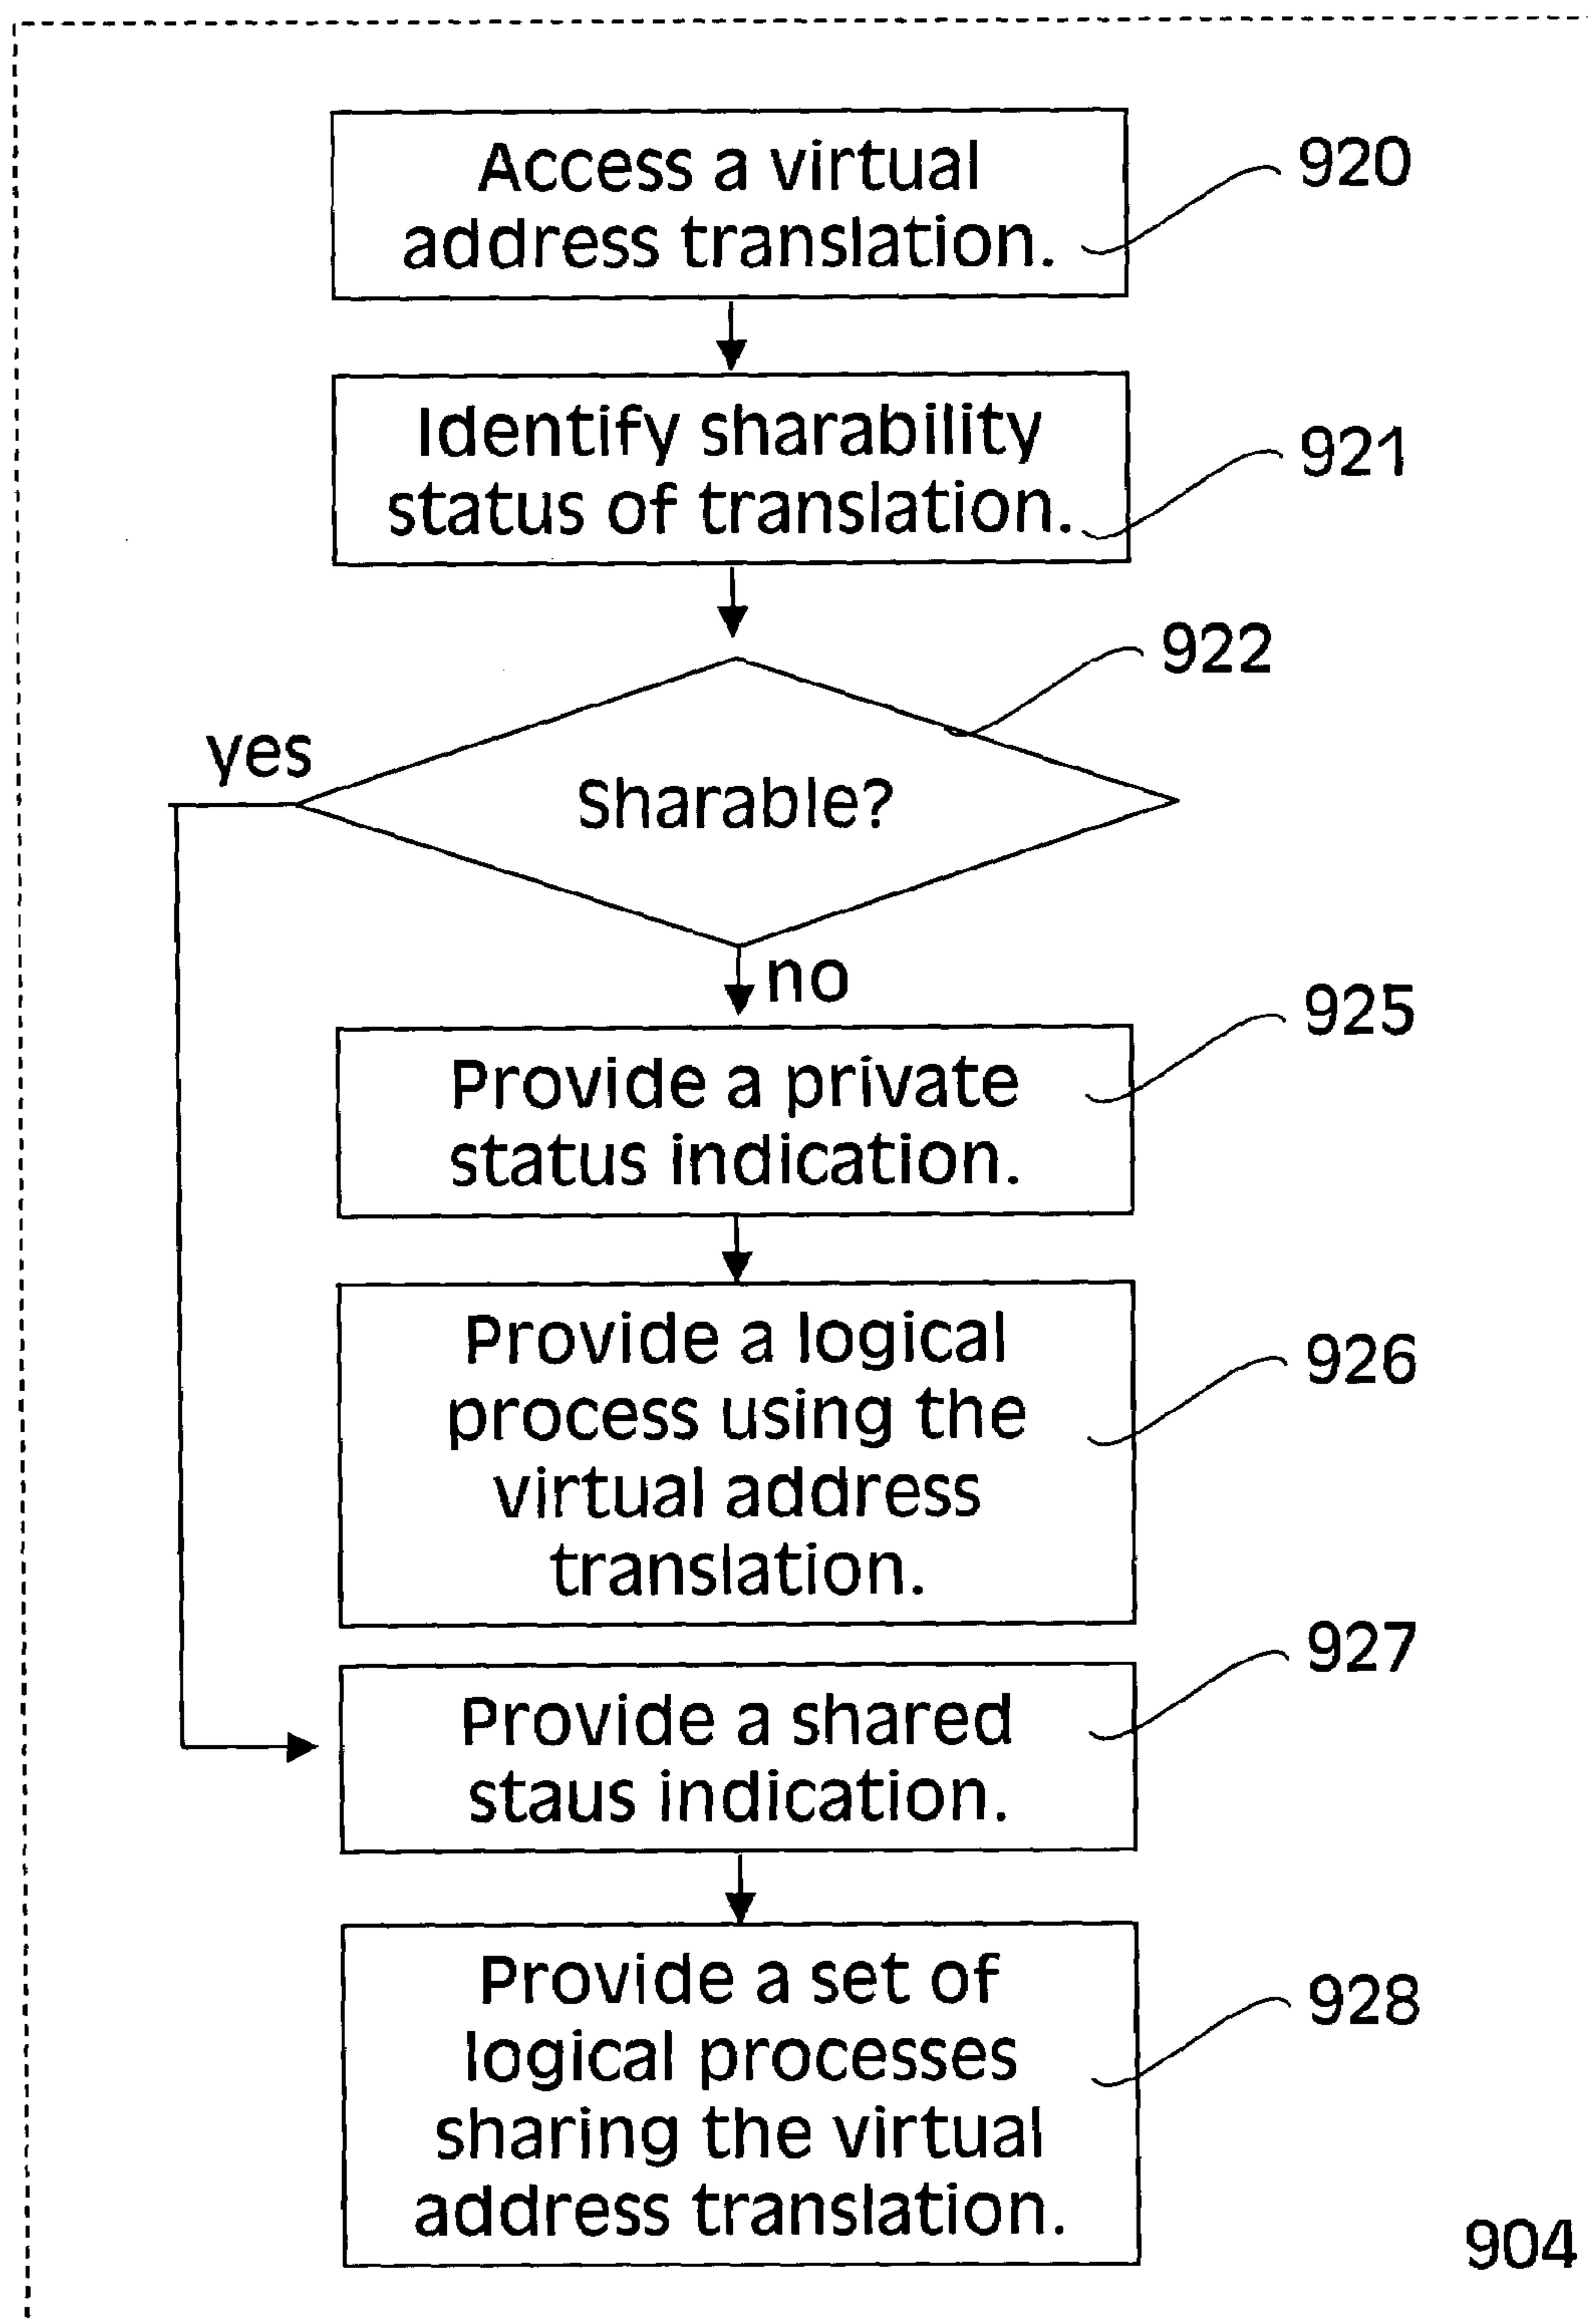 Access a virtual
address translation.
920
Identify sharability
status of translation.
921
922
yes
Sharable?
no
925
Provide a private
status indication.
Provide a logical
process using the
virtual address
translation.
926
927
Provide a shared
staus indication.
Provide a set of
logical processes
sharing the virtual
address translation.
928
904